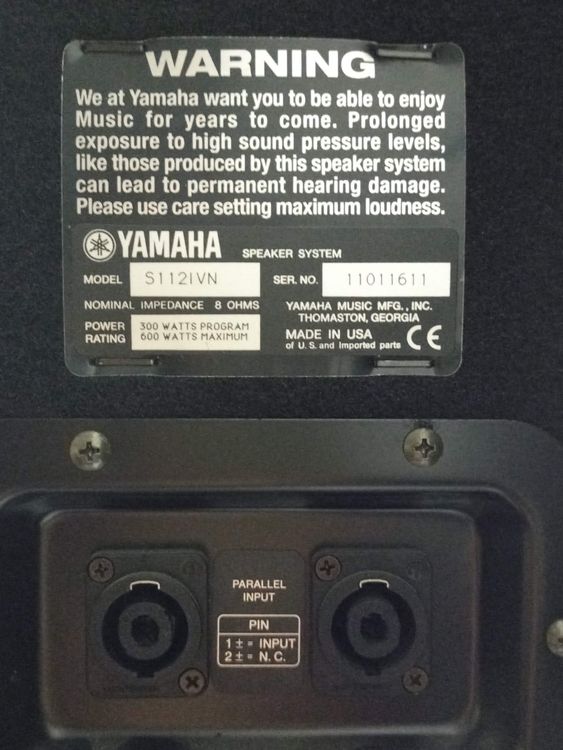 WARNING
We at Yamaha want you to be able to enjoy
Music for years to come. Prolonged
exposure to high sound pressure levels,
like those produced by this speaker system
can lead to permanent hearing damage.
Please use care setting maximum loudness.
YAMAHA SPEAKER SYSTEM
MODEL S112IVN SER. NO. 11011611
NOMINAL IMPEDANCE 8 OHMS
YAMAHA MUSIC MFG., INC.
THOMASTON, GEORGIA
POWER RATING
300 WATTS PROGRAM
600 WATTS MAXIMUM
MADE IN USA
of U.S. and imported parts CE
PARALLEL
INPUT
PIN
1 ± = INPUT
2 ± = N.C.